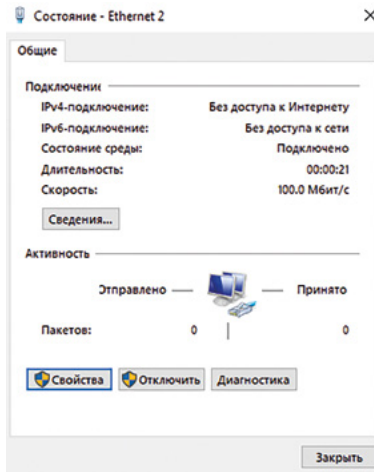 Состояние - Ethernet 2
Общие
Подключение
IPv4-подключение: Без доступа к Интернету
IPv6-подключение: Без доступа к сети
Состояние среды: Подключено
Длительность: 00:00:21
Скорость: 100.0 Мбит/с
Сведения...
Активность
Отправлено — Принято
Пакетов: 0 | 0
Свойства Отключить Диагностика
Закрыть